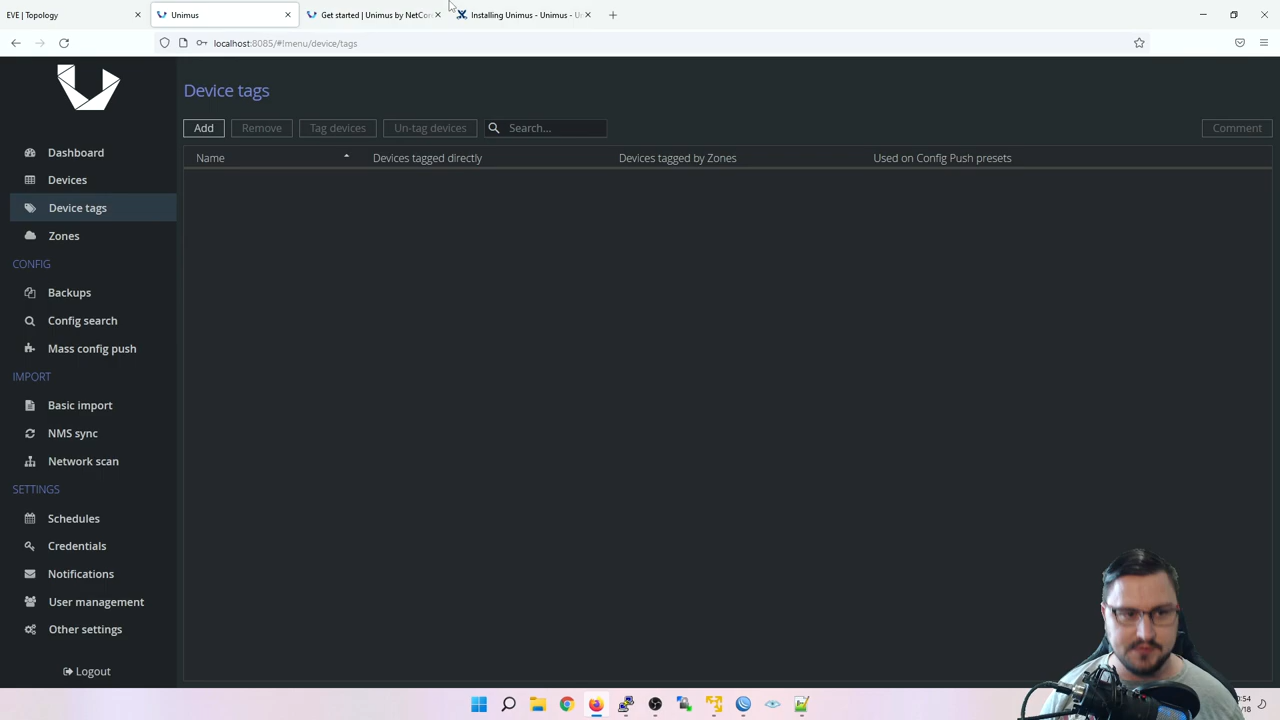 EVE | Topology
Unimus
Get started | Unimus by NetCor
Installing Unimus - Unimus - Un
localhost:8085/#!menu/device/tags
Device tags
Add
Remove
Tag devices
Un-tag devices
Search...
Comment
Name
Devices tagged directly
Devices tagged by Zones
Used on Config Push presets
Dashboard
Devices
Device tags
Zones
CONFIG
Backups
Config search
Mass config push
IMPORT
Basic import
NMS sync
Network scan
SETTINGS
Schedules
Credentials
Notifications
User management
Other settings
Logout